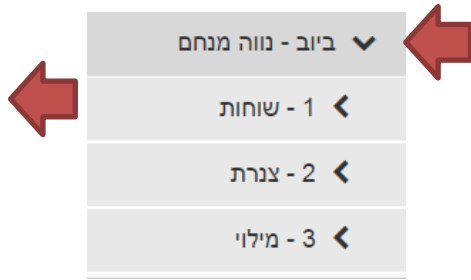 ביוב - נווה מנחם
1 - שוחות
2 - צנרת
3 - מילוי